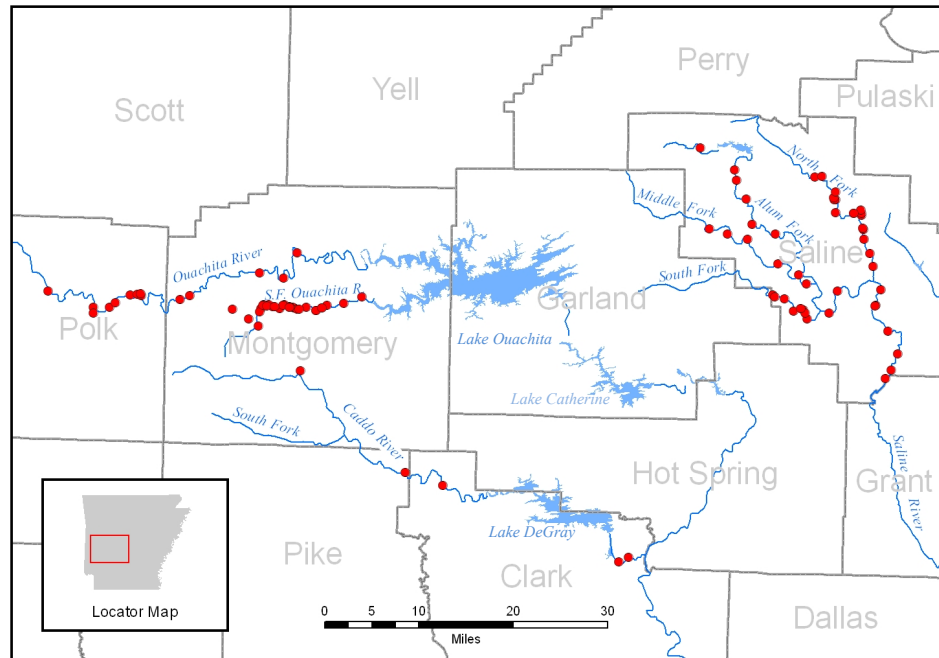 Perry
Yell
Pulaski
Scott
North Fork
Middle Fork
Alum Fork
Saline
Ouachita River
South Fork
S.F. Ouachita R.
Garland
Polk
Montgomery
Lake Ouachita
Lake Catherine
South Fork
Caddo River
Hot Spring
Grant
Saline River
Lake DeGray
Pike
Clark
Dallas
Locator Map
0 5 10 20 30
Miles